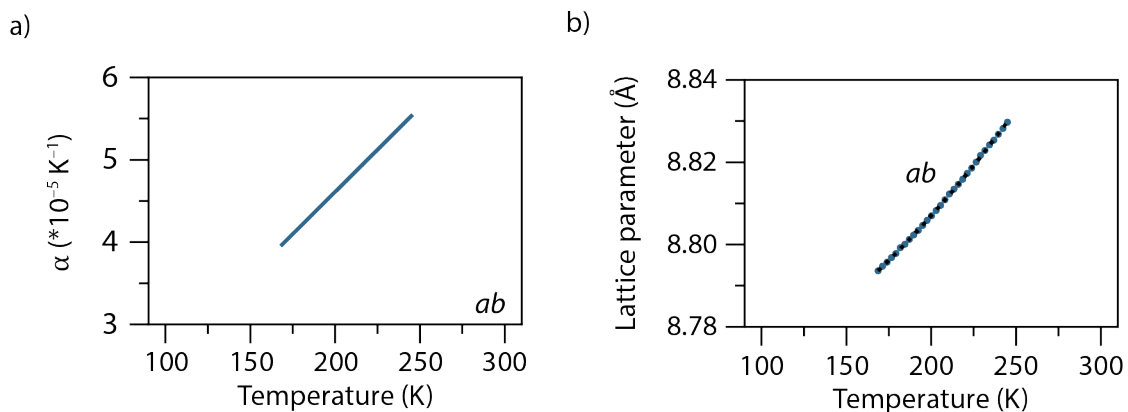 a)
6
5
4
3
α (*10⁻⁵ K⁻¹)
ab
100 150 200 250 300
Temperature (K)
b)
8.84
8.82
8.80
8.78
Lattice parameter (Å)
ab
100 150 200 250 300
Temperature (K)